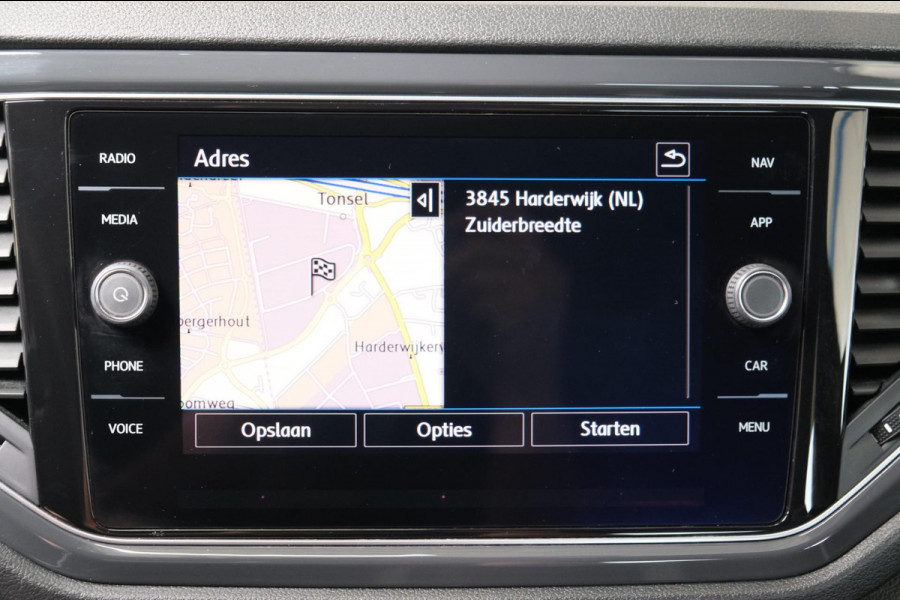 RADIO
MEDIA
PHONE
VOICE
Adres
Tonsel
bergerhout
Harderwijkerv
omweg
3845 Harderwijk (NL)
Zuiderbreedte
Opslaan
Opties
Starten
NAV
APP
CAR
MENU